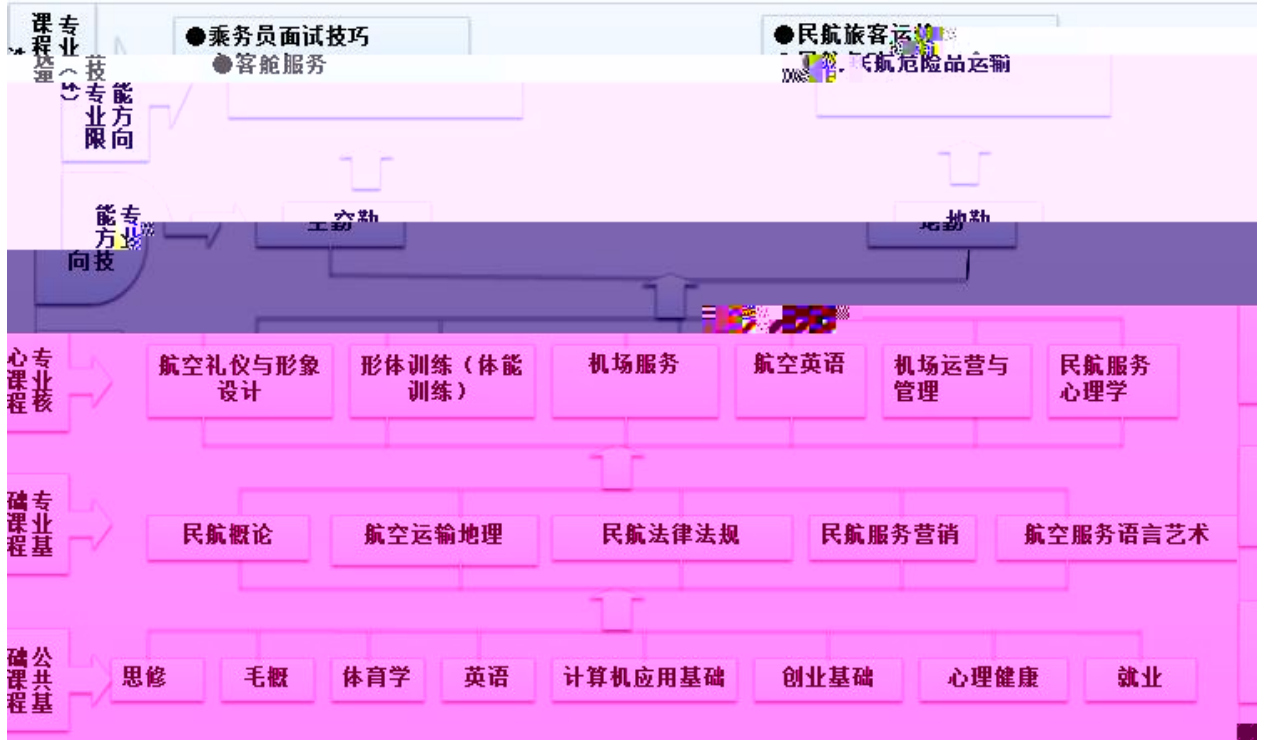 ●乘务员面试技巧
●客舱服务
●民航旅客运输
民航危险品运输
专业限
技能方向
专业技
能方向
空勤
地勤
专业核
心课程
航空礼仪与形象
设计
形体训练（体能
训练）
机场服务
航空英语
机场运营与
管理
民航服务
心理学
专业基
础课程
民航概论
航空运输地理
民航法律法规
民航服务营销
航空服务语言艺术
公共基
础课程
思修
毛概
体育学
英语
计算机应用基础
创业基础
心理健康
就业